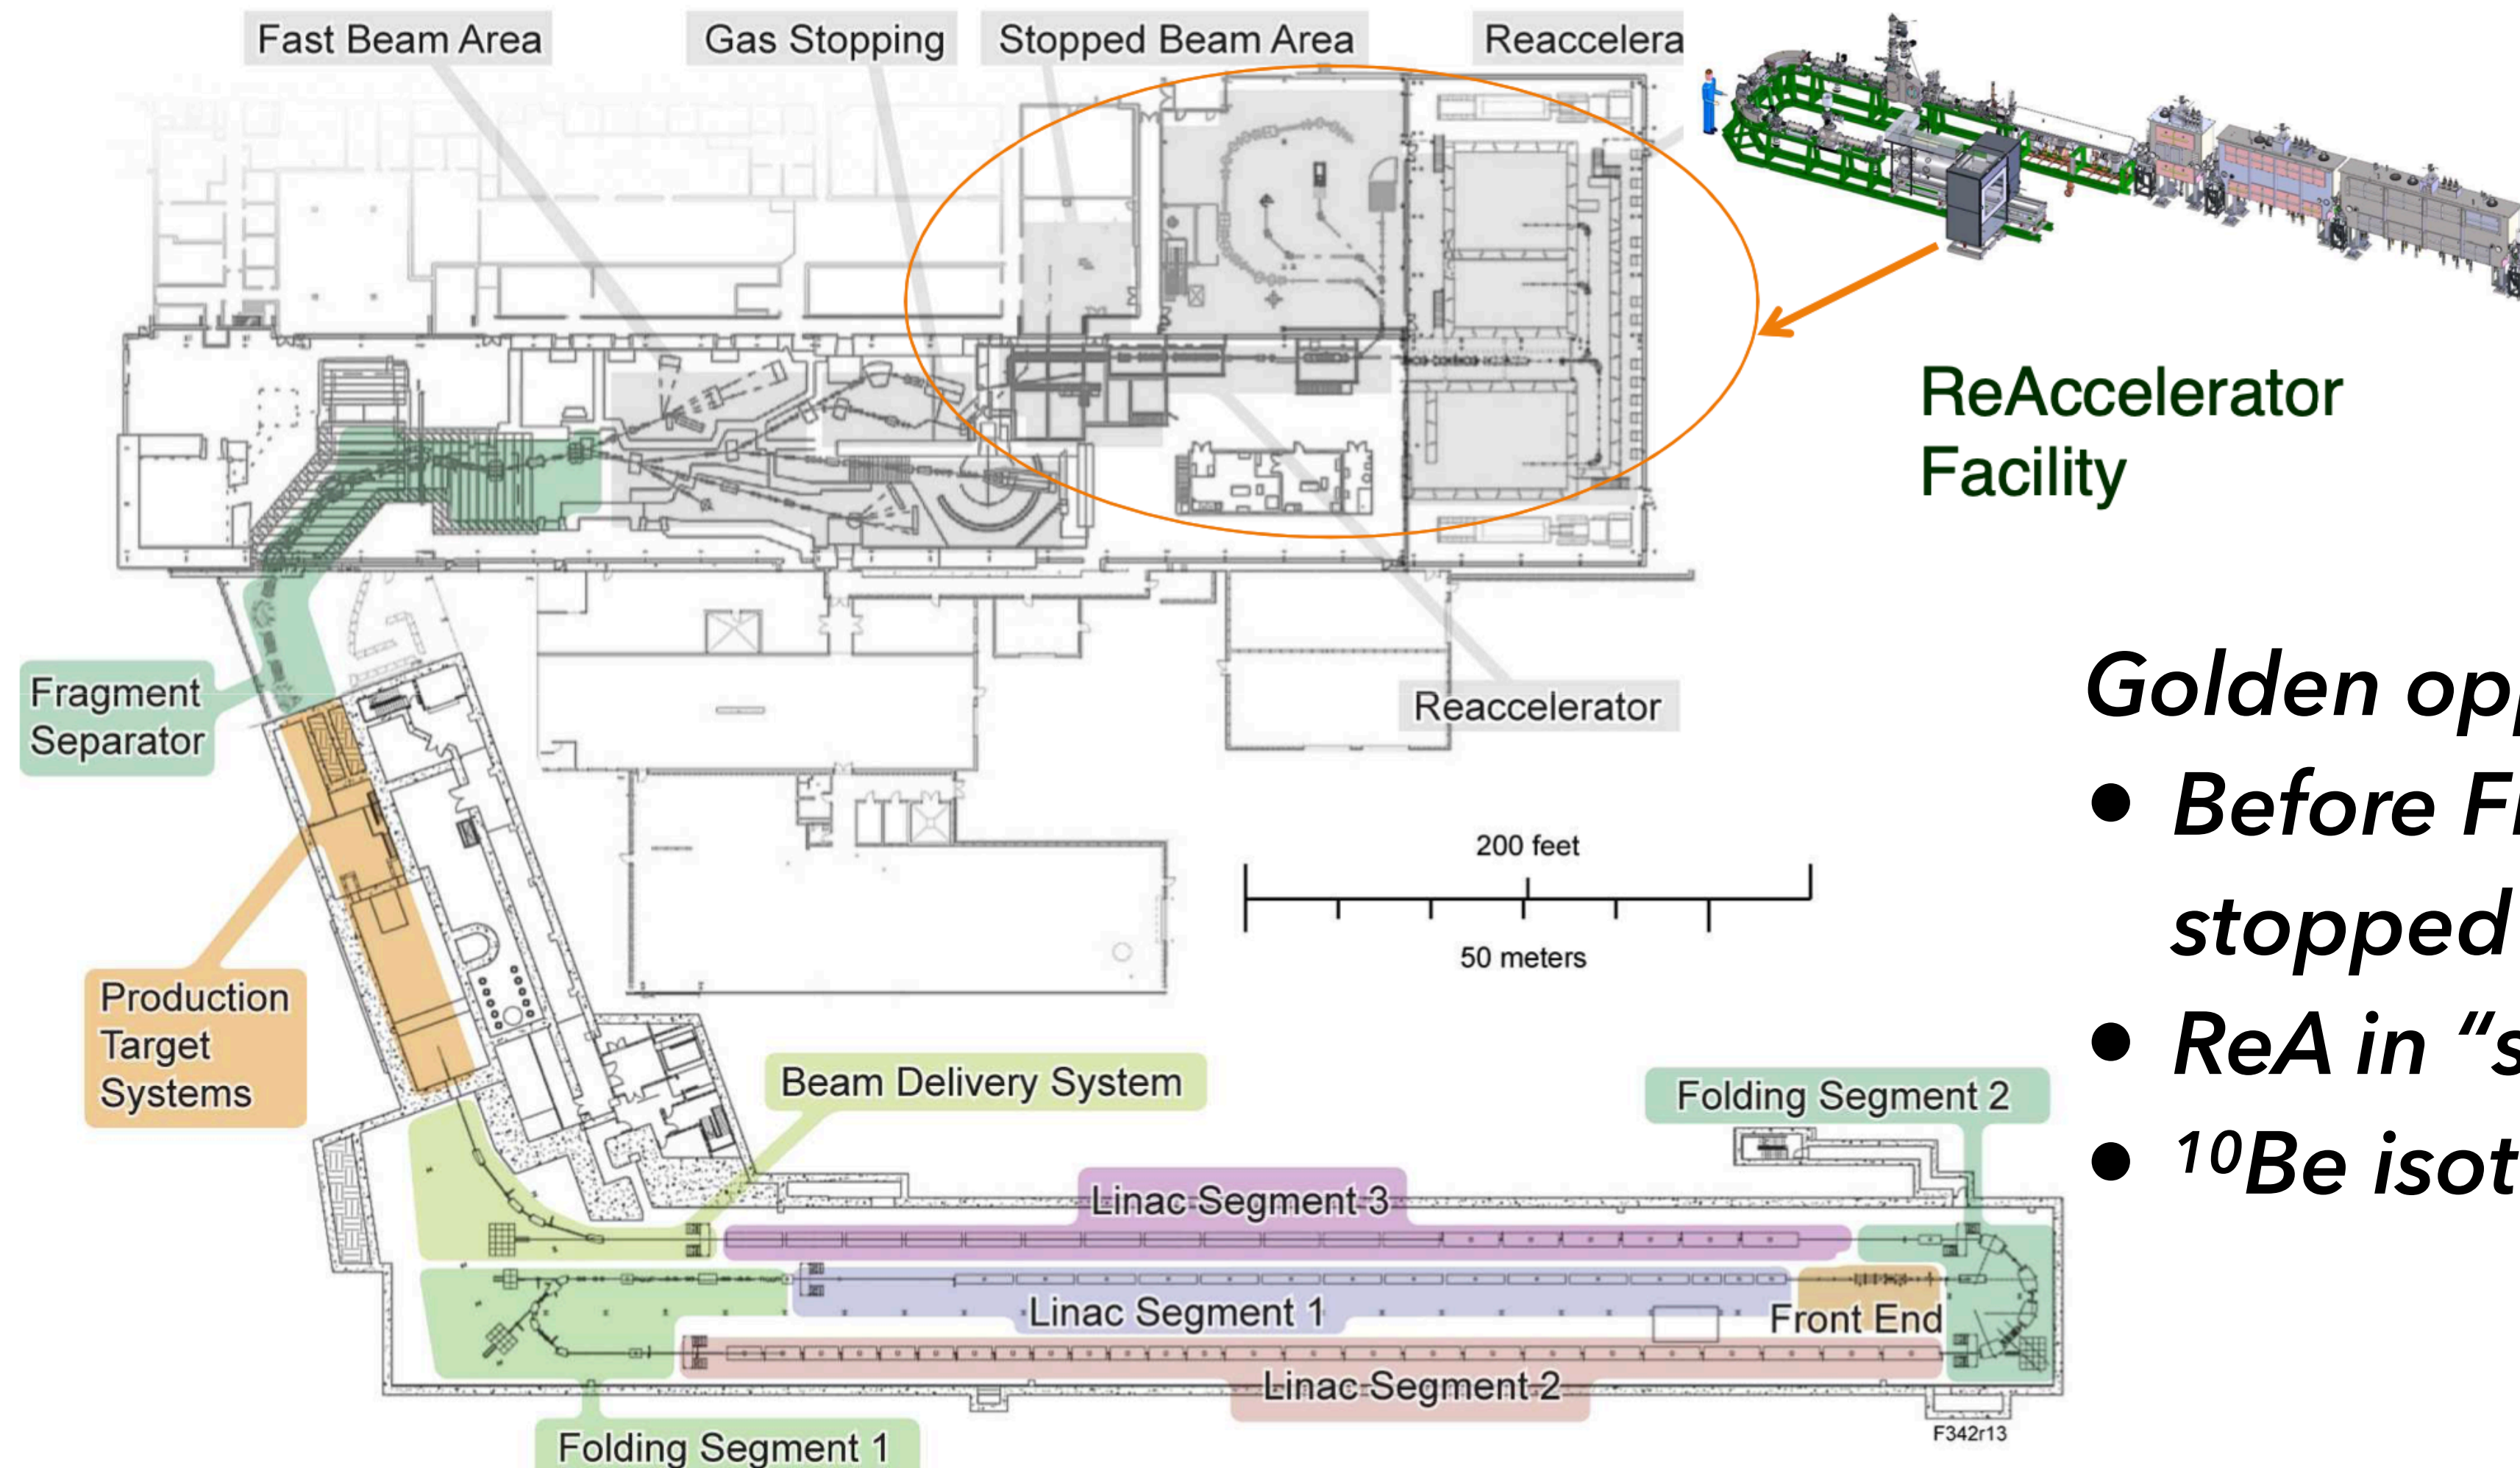 Fast Beam Area
Gas Stopping
Stopped Beam Area
Reaccelera
ReAccelerator
Facility
Fragment
Separator
Reaccelerator
Golden opp
• Before F
stopped
200 feet
50 meters
Production
Target
Systems
• ReA in “s
Beam Delivery System
Folding Segment 2
• ¹⁰Be isot
Linac Segment 3
Linac Segment 1
Front End
Linac Segment 2
F342r13
Folding Segment 1